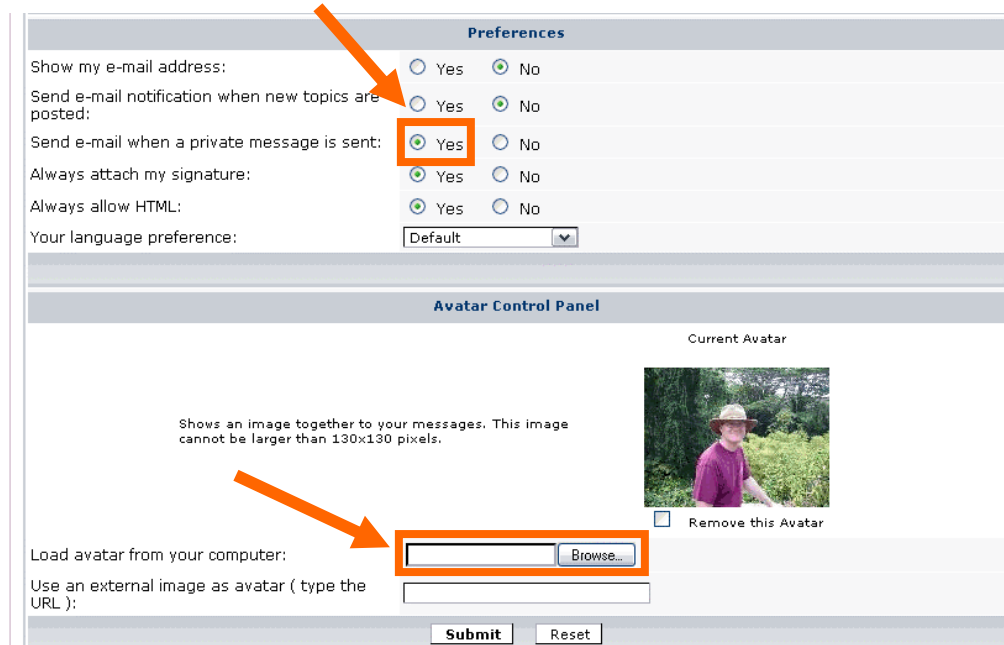 Preferences
Show my e-mail address: Yes No
Send e-mail notification when new topics are
posted: Yes No
Send e-mail when a private message is sent: Yes No
Always attach my signature: Yes No
Always allow HTML: Yes No
Your language preference: Default
Avatar Control Panel
Current Avatar
Shows an image together to your messages. This image
cannot be larger than 130x130 pixels.
Remove this Avatar
Load avatar from your computer: Browse...
Use an external image as avatar ( type the
URL ):
Submit Reset